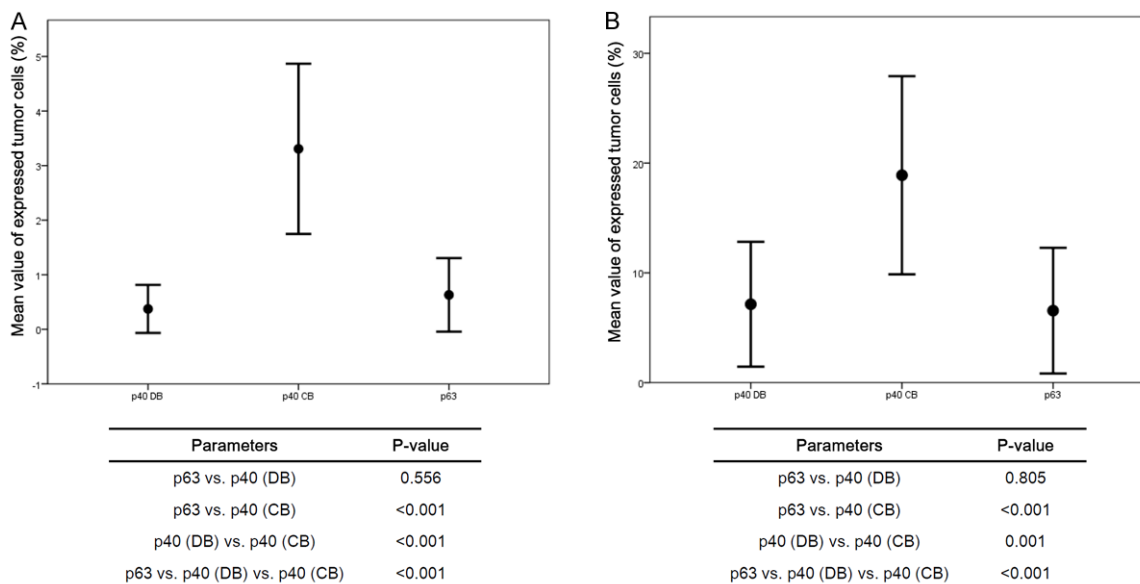 A
Mean value of expressed tumor cells (%)
5
4
3
2
1
0
-1
p40 DB
p40 CB
p63
Parameters P-value
p63 vs. p40 (DB) 0.556
p63 vs. p40 (CB) <0.001
p40 (DB) vs. p40 (CB) <0.001
p63 vs. p40 (DB) vs. p40 (CB) <0.001
B
Mean value of expressed tumor cells (%)
30
20
10
0
p40 DB
p40 CB
p63
Parameters P-value
p63 vs. p40 (DB) 0.805
p63 vs. p40 (CB) <0.001
p40 (DB) vs. p40 (CB) 0.001
p63 vs. p40 (DB) vs. p40 (CB) <0.001